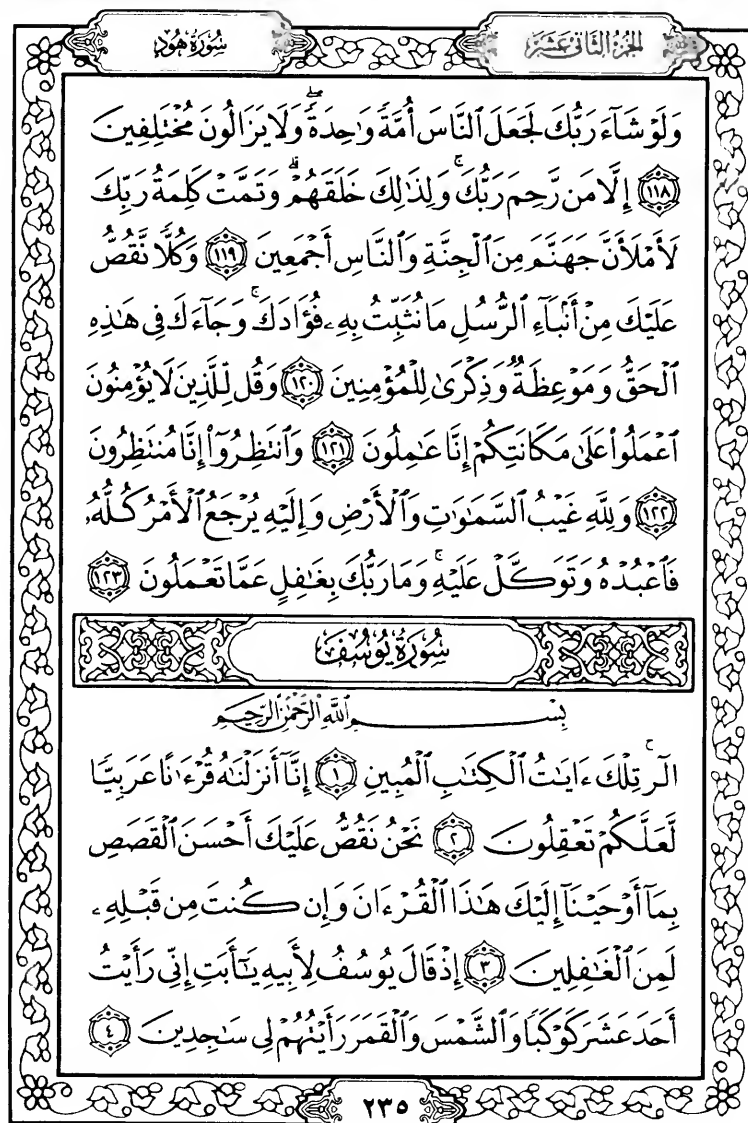 الجزء الثاني عشر
سورة هود
وَلَوْ شَآءَ رَبُّكَ لَجَعَلَ ٱلنَّاسَ أُمَّةً وَٰحِدَةً ۖ وَلَا يَزَالُونَ مُخْتَلِفِينَ
﴿١١٨﴾ إِلَّا مَن رَّحِمَ رَبُّكَ ۚ وَلِذَٰلِكَ خَلَقَهُمْ ۗ وَتَمَّتْ كَلِمَةُ رَبِّكَ
لَأَمْلَأَنَّ جَهَنَّمَ مِنَ ٱلْجِنَّةِ وَٱلنَّاسِ أَجْمَعِينَ ﴿١١٩﴾ وَكُلًّا نَّقُصُّ
عَلَيْكَ مِنْ أَنۢبَآءِ ٱلرُّسُلِ مَا نُثَبِّتُ بِهِۦ فُؤَادَكَ ۚ وَجَآءَكَ فِى هَٰذِهِ
ٱلْحَقُّ وَمَوْعِظَةٌ وَذِكْرَىٰ لِلْمُؤْمِنِينَ ﴿١٢٠﴾ وَقُل لِّلَّذِينَ لَا يُؤْمِنُونَ
ٱعْمَلُوا۟ عَلَىٰ مَكَانَتِكُمْ إِنَّا عَٰمِلُونَ ﴿١٢١﴾ وَٱنتَظِرُوٓا۟ إِنَّا مُنتَظِرُونَ
﴿١٢٢﴾ وَلِلَّهِ غَيْبُ ٱلسَّمَٰوَٰتِ وَٱلْأَرْضِ وَإِلَيْهِ يُرْجَعُ ٱلْأَمْرُ كُلُّهُۥ
فَٱعْبُدْهُ وَتَوَكَّلْ عَلَيْهِ ۚ وَمَا رَبُّكَ بِغَٰفِلٍ عَمَّا تَعْمَلُونَ ﴿١٢٣﴾
سُورَةُ يُوسُفَ
بِسْمِ ٱللَّهِ ٱلرَّحْمَٰنِ ٱلرَّحِيمِ
الٓر ۚ تِلْكَ ءَايَٰتُ ٱلْكِتَٰبِ ٱلْمُبِينِ ﴿١﴾ إِنَّآ أَنزَلْنَٰهُ قُرْءَٰنًا عَرَبِيًّا
لَّعَلَّكُمْ تَعْقِلُونَ ﴿٢﴾ نَحْنُ نَقُصُّ عَلَيْكَ أَحْسَنَ ٱلْقَصَصِ
بِمَآ أَوْحَيْنَآ إِلَيْكَ هَٰذَا ٱلْقُرْءَانَ وَإِن كُنتَ مِن قَبْلِهِۦ
لَمِنَ ٱلْغَٰفِلِينَ ﴿٣﴾ إِذْ قَالَ يُوسُفُ لِأَبِيهِ يَٰٓأَبَتِ إِنِّى رَأَيْتُ
أَحَدَ عَشَرَ كَوْكَبًا وَٱلشَّمْسَ وَٱلْقَمَرَ رَأَيْتُهُمْ لِى سَٰجِدِينَ ﴿٤﴾
٢٣٥